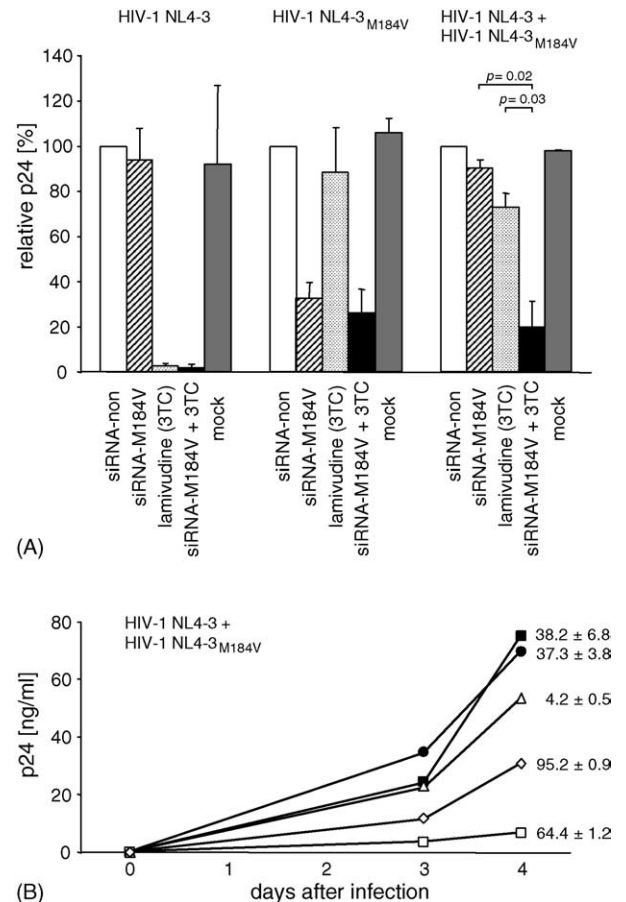 HIV-1 NL4-3
HIV-1 NL4-3M184V
HIV-1 NL4-3 +
HIV-1 NL4-3M184V
p= 0.02
p= 0.03
relative p24 [%]
140
120
100
80
60
40
20
0
siRNA-non
siRNA-M184V
lamivudine (3TC)
siRNA-M184V + 3TC
mock
siRNA-non
siRNA-M184V
lamivudine (3TC)
siRNA-M184V + 3TC
mock
siRNA-non
siRNA-M184V
lamivudine (3TC)
siRNA-M184V + 3TC
mock
(A)
HIV-1 NL4-3 +
HIV-1 NL4-3M184V
p24 [ng/ml]
80
60
40
20
0
38.2 ± 6.8
37.3 ± 3.8
4.2 ± 0.5
95.2 ± 0.9
64.4 ± 1.2
0
1
2
3
4
days after infection
(B)